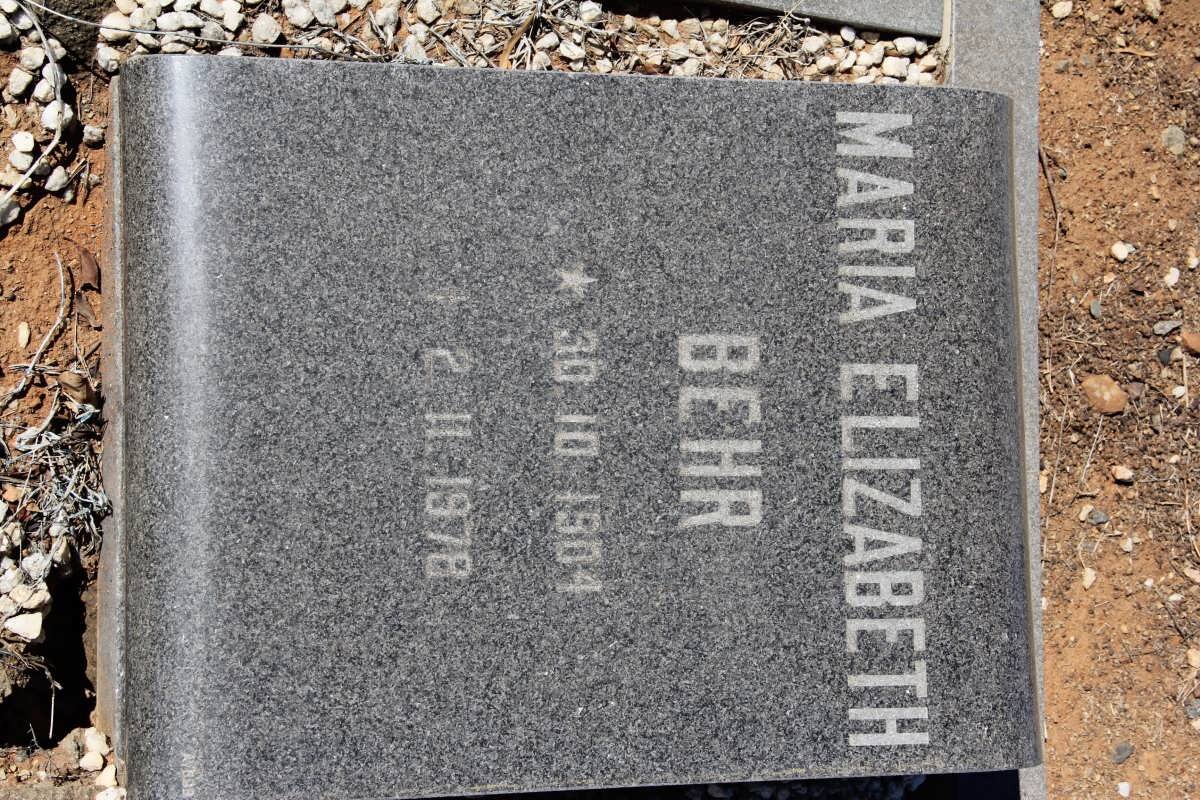 MARIA ELIZABETH
BEHR
★ 30-10-1904
† 2-11-1978